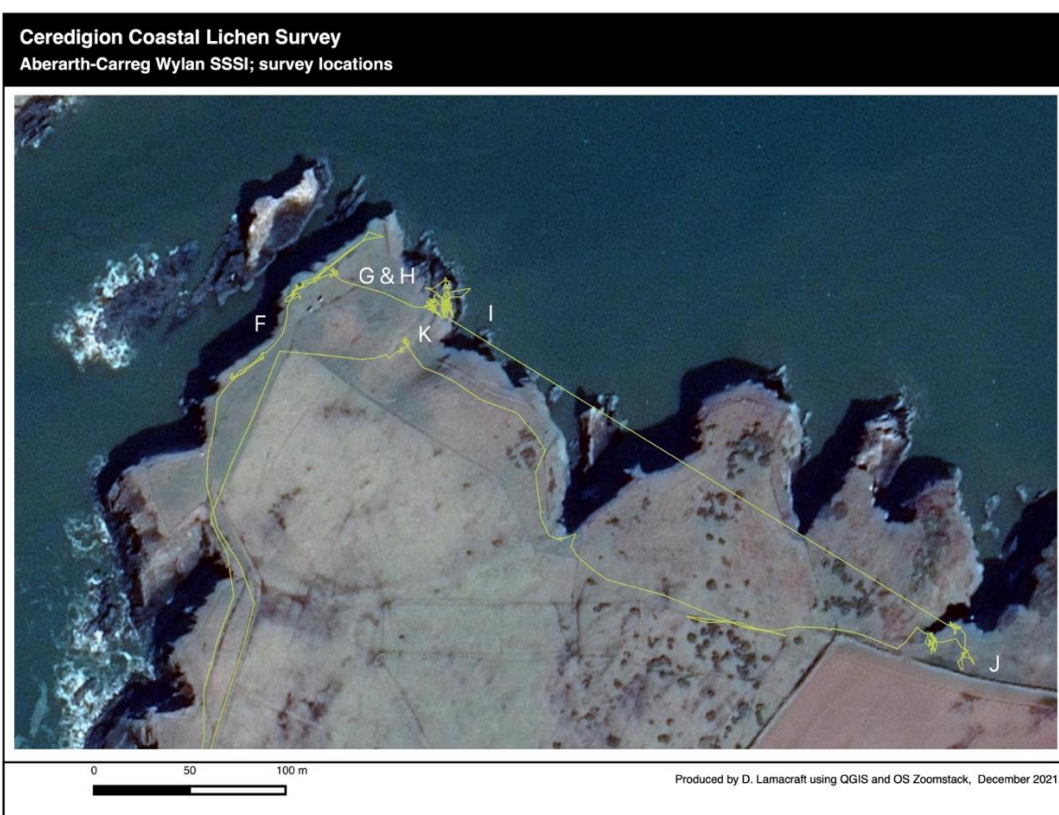 Ceredigion Coastal Lichen Survey
Aberarth-Carreg Wylan SSSI; survey locations
G & H
F
I
K
J
0 50 100 m
Produced by D. Lamacraft using QGIS and OS Zoomstack, December 2021